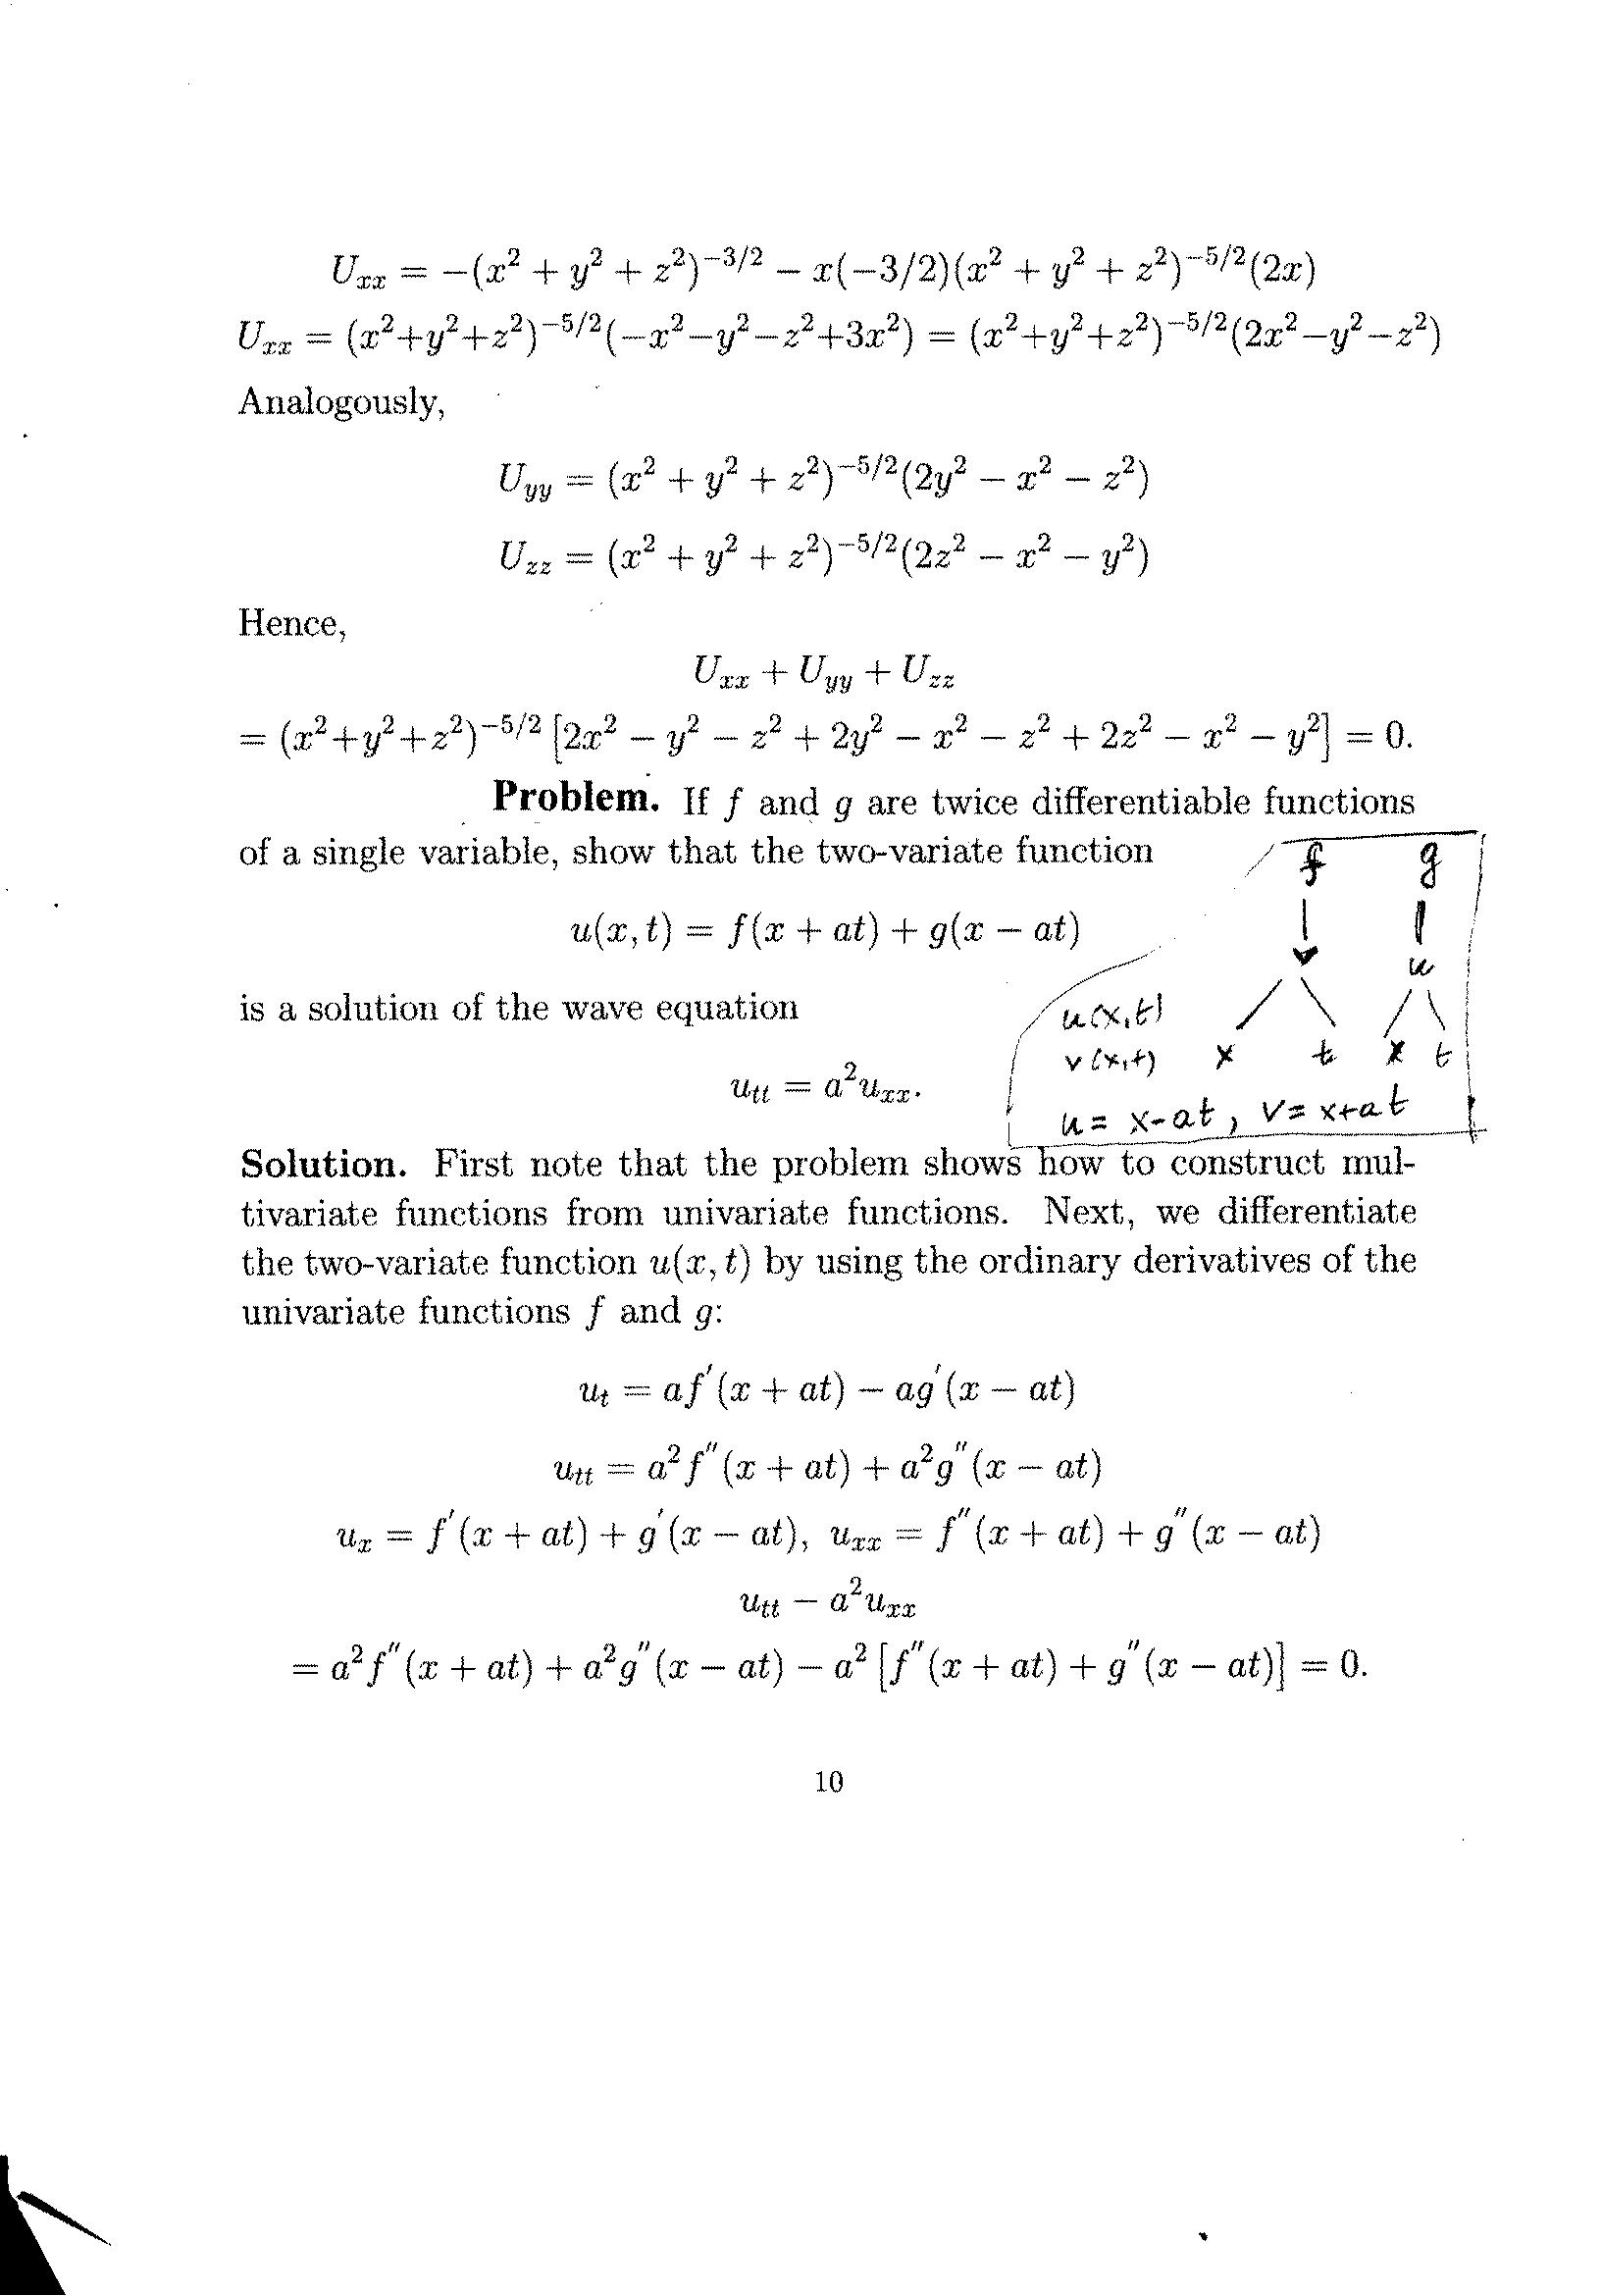 U_{xx} = −(x² + y² + z²)^{−3/2} − x(−3/2)(x² + y² + z²)^{−5/2}(2x)
U_{xx} = (x²+y²+z²)^{−5/2}(−x²−y²−z²+3x²) = (x²+y²+z²)^{−5/2}(2x²−y²−z²)
Analogously,
U_{yy} = (x² + y² + z²)^{−5/2}(2y² − x² − z²)
U_{zz} = (x² + y² + z²)^{−5/2}(2z² − x² − y²)
Hence,
U_{xx} + U_{yy} + U_{zz}
= (x²+y²+z²)^{−5/2} [2x² − y² − z² + 2y² − x² − z² + 2z² − x² − y²] = 0.
Problem. If f and g are twice differentiable functions
of a single variable, show that the two-variate function
u(x, t) = f(x + at) + g(x − at)
is a solution of the wave equation
u_{tt} = a²u_{xx}.
f g
v u
u(x,t)
v(x,t) x t x t
u = x-at, v = x+at
Solution. First note that the problem shows how to construct mul-
tivariate functions from univariate functions. Next, we differentiate
the two-variate function u(x, t) by using the ordinary derivatives of the
univariate functions f and g:
u_t = af′(x + at) − ag′(x − at)
u_{tt} = a²f″(x + at) + a²g″(x − at)
u_x = f′(x + at) + g′(x − at), u_{xx} = f″(x + at) + g″(x − at)
u_{tt} − a²u_{xx}
= a²f″(x + at) + a²g″(x − at) − a² [f″(x + at) + g″(x − at)] = 0.
10